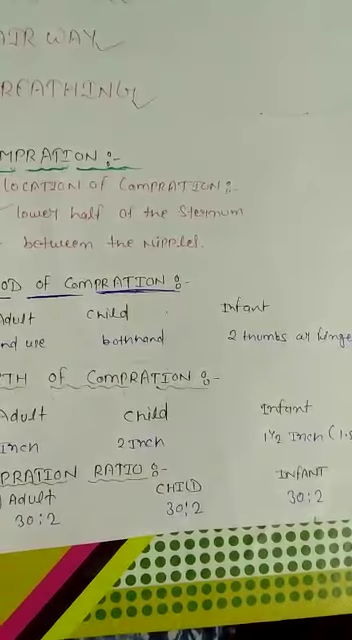 AIR WAY
REATHING
MPRATION :-
LOCATION OF COMPRATION :-
lower half of the Sternum
between the Nipples.
OD OF COMPRATION :-
Adult Child Infant
nd use bothhand 2 thumbs
TH OF COMPRATION :-
Adult Child Infant
Inch 2 Inch 1½ Inch (1.5
PRATION RATIO :-
Adult CHILD INFANT
30:2 30:2 30:2